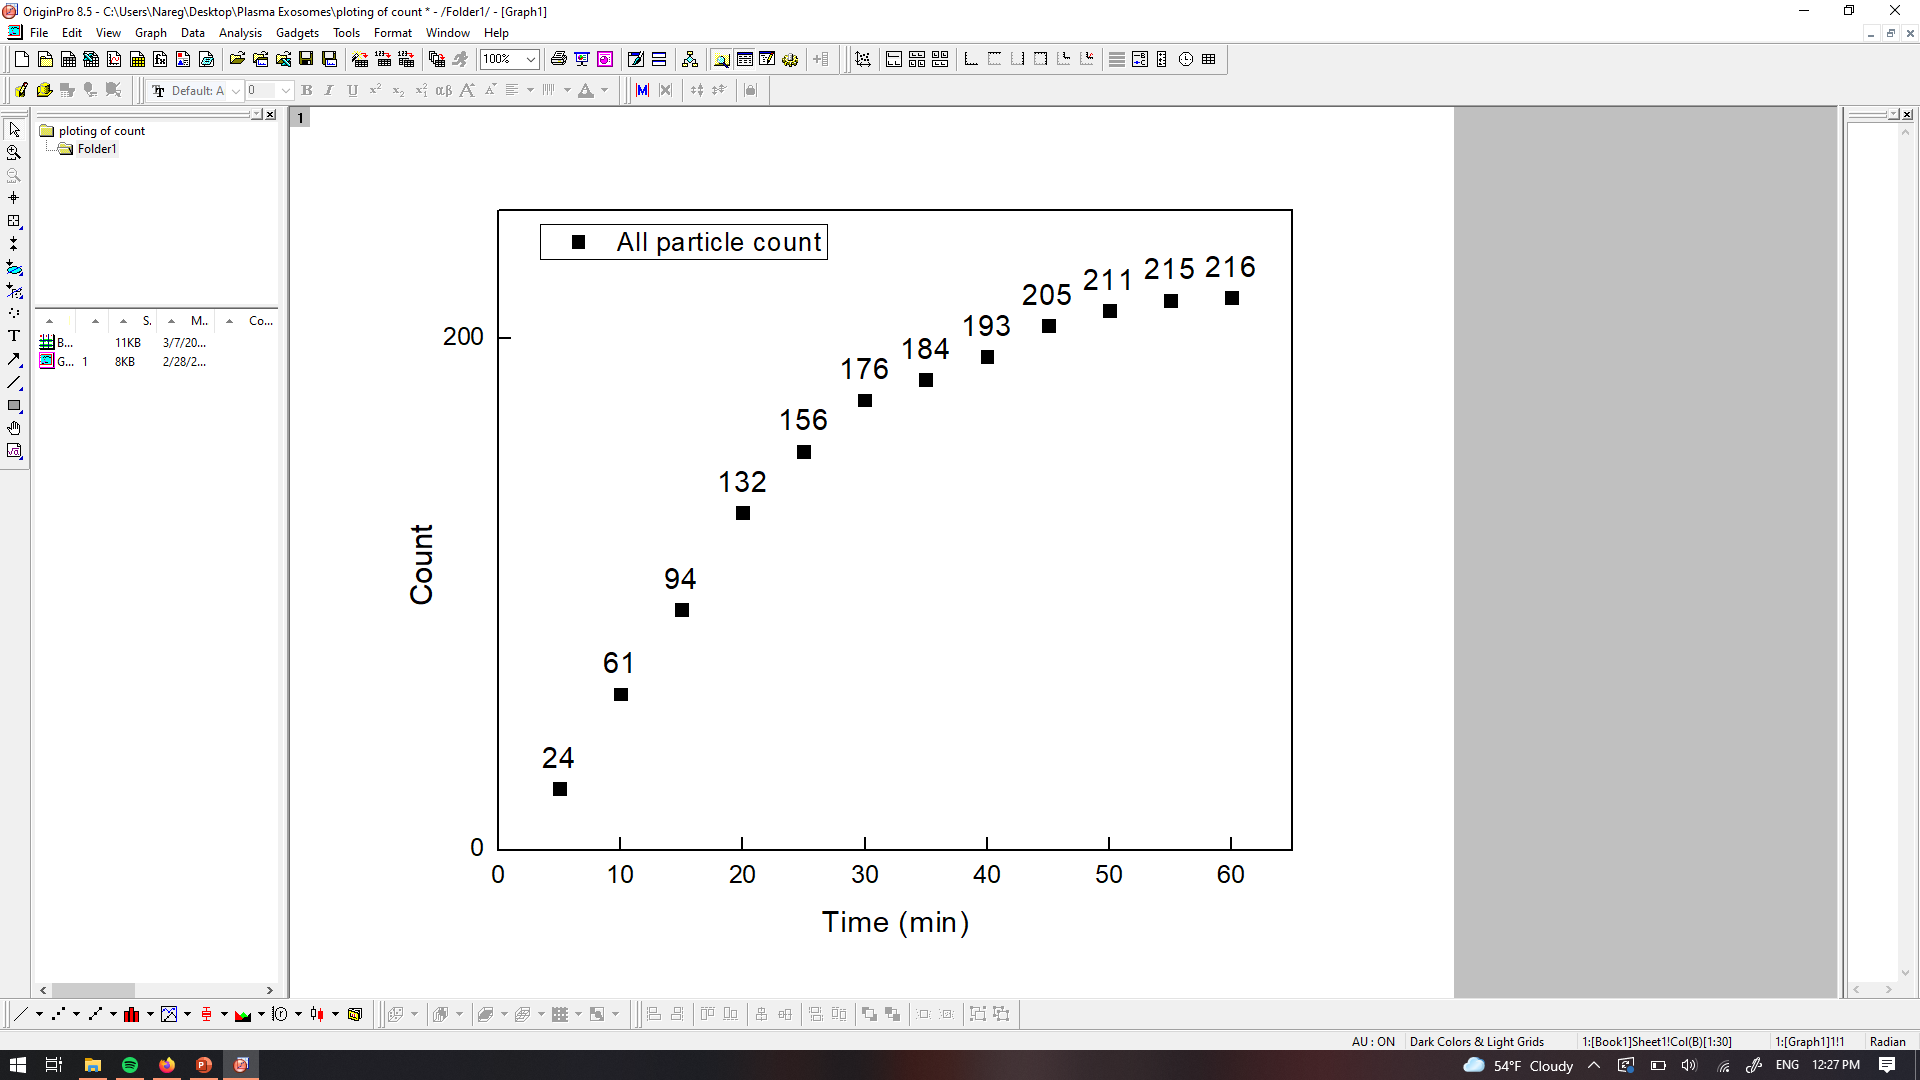 OriginPro 8.5 - C:\Users\Nareg\Desktop\Plasma Exosomes\ploting of count * - /Folder1/ - [Graph1]
File Edit View Graph Data Analysis Gadgets Tools Format Window Help
100%
Default: A 0
ploting of count
Folder1
S. M.. Co...
B... 11KB 3/7/20...
G... 1 8KB 2/28/2...
1
All particle count
216
215
211
205
193
184
176
156
132
94
61
24
200
0
Count
0 10 20 30 40 50 60
Time (min)
AU : ON Dark Colors & Light Grids 1:[Book1]Sheet1!Col(B)[1:30] 1:[Graph1]1!1 Radian
54°F Cloudy ENG 12:27 PM